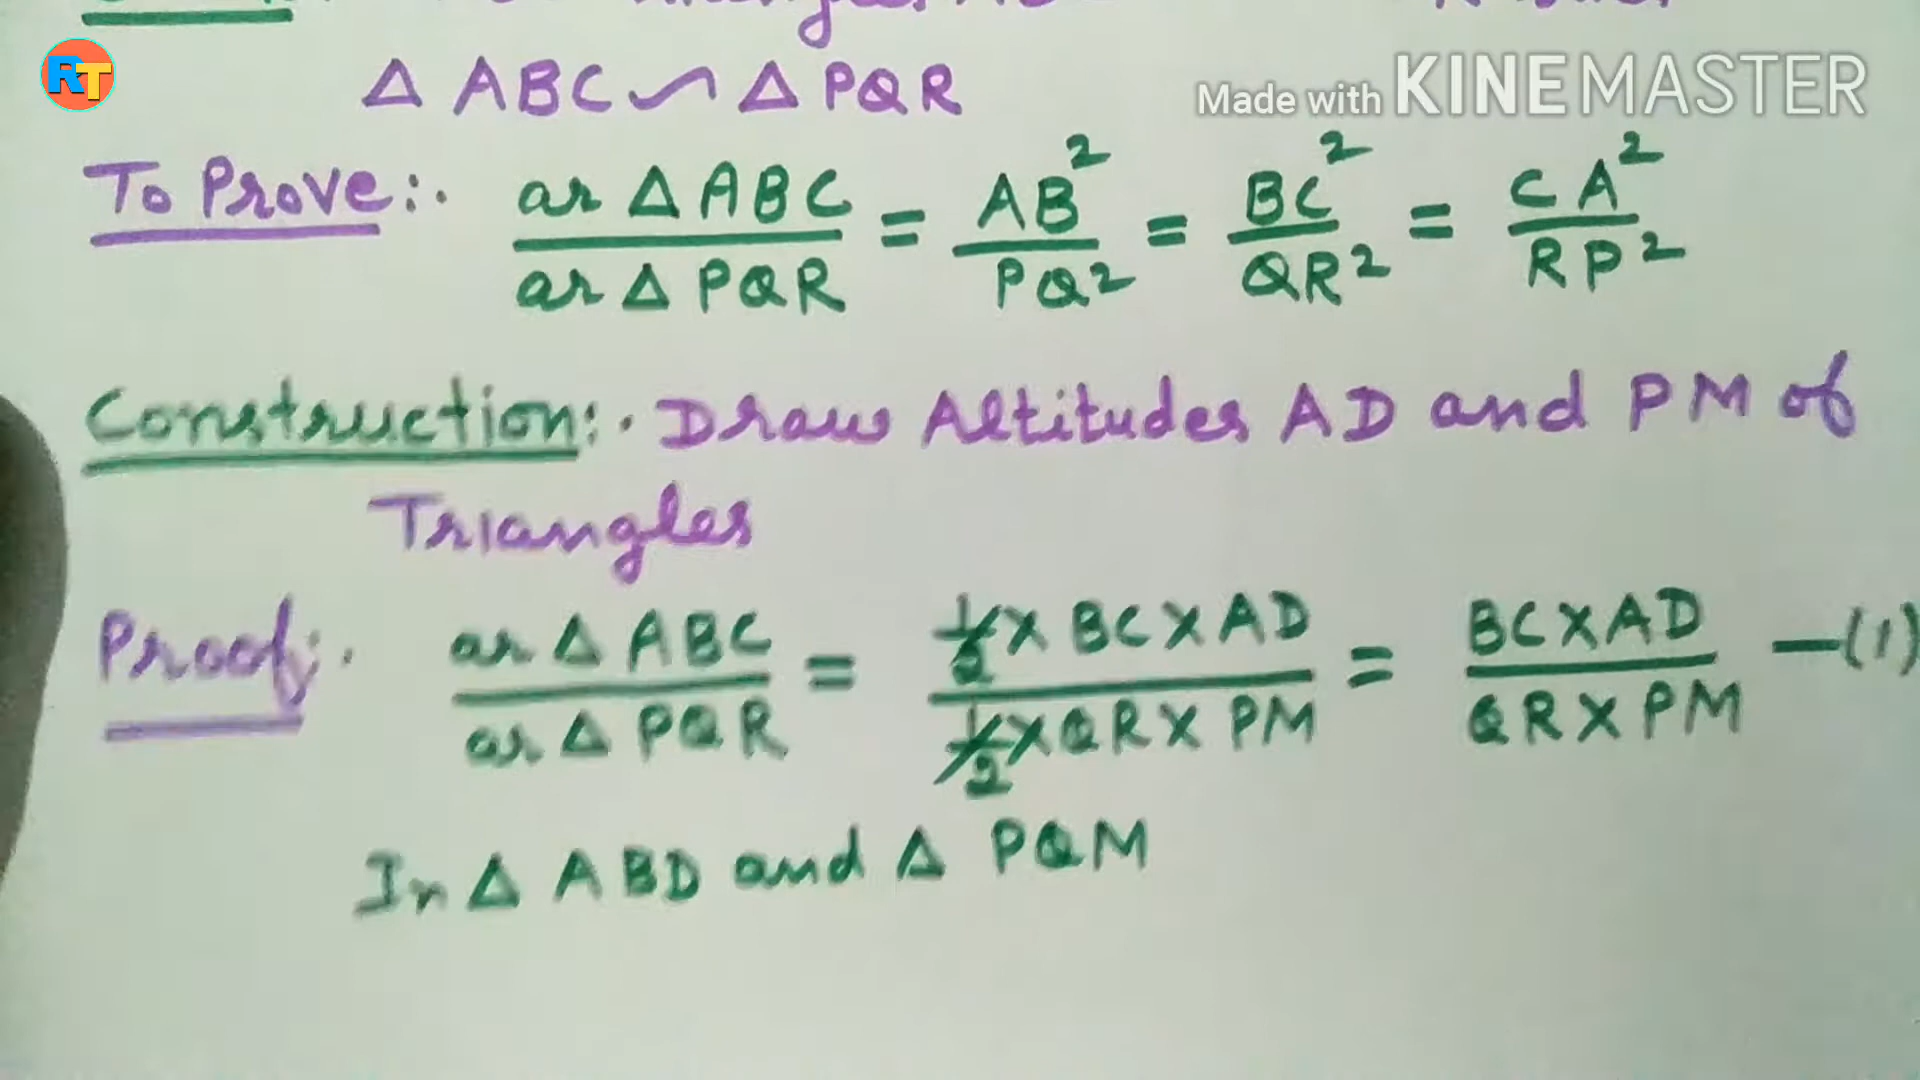 RT
Made with KINEMASTER
Δ ABC ∽ Δ PQR
To Prove:. ar Δ ABC / ar Δ PQR = AB² / PQ² = BC² / QR² = CA² / RP²
Construction:. Draw Altitudes AD and PM of
Triangles
Proof:. ar Δ ABC / ar Δ PQR = ½ × BC × AD / ½ × QR × PM = BC × AD / QR × PM —(1)
In Δ ABD and Δ PQM